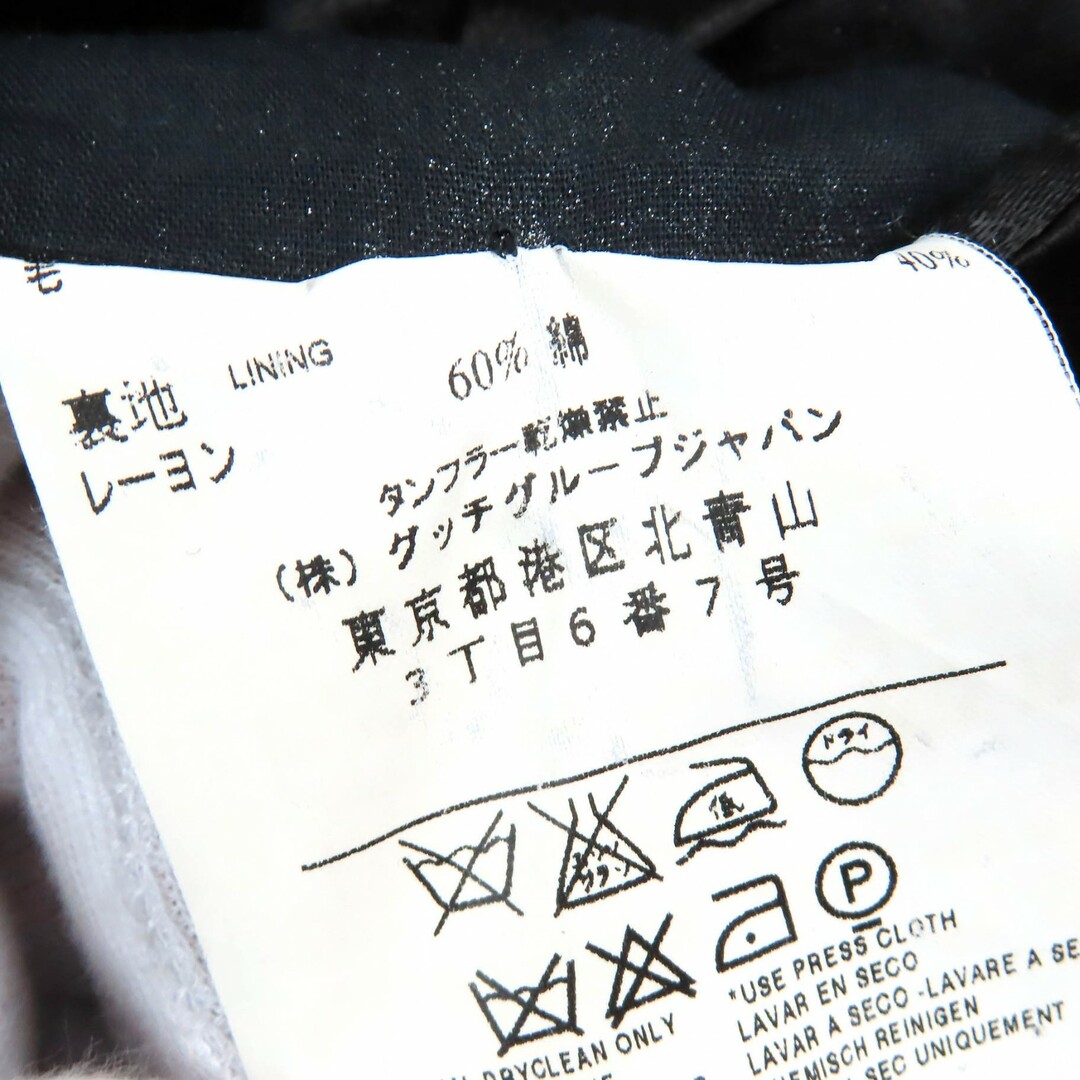 毛 40%
裏地 LINING
レーヨン 60% 綿
タンブラー乾燥禁止
(株) グッチグループジャパン
東京都港区北青山
3丁目6番7号
ドライ
低
P
*USE PRESS CLOTH
DRYCLEAN ONLY
LAVAR EN SECO
LAVAR A SECO -LAVARE A SE
REINIGEN
SEC UNIQUEMENT